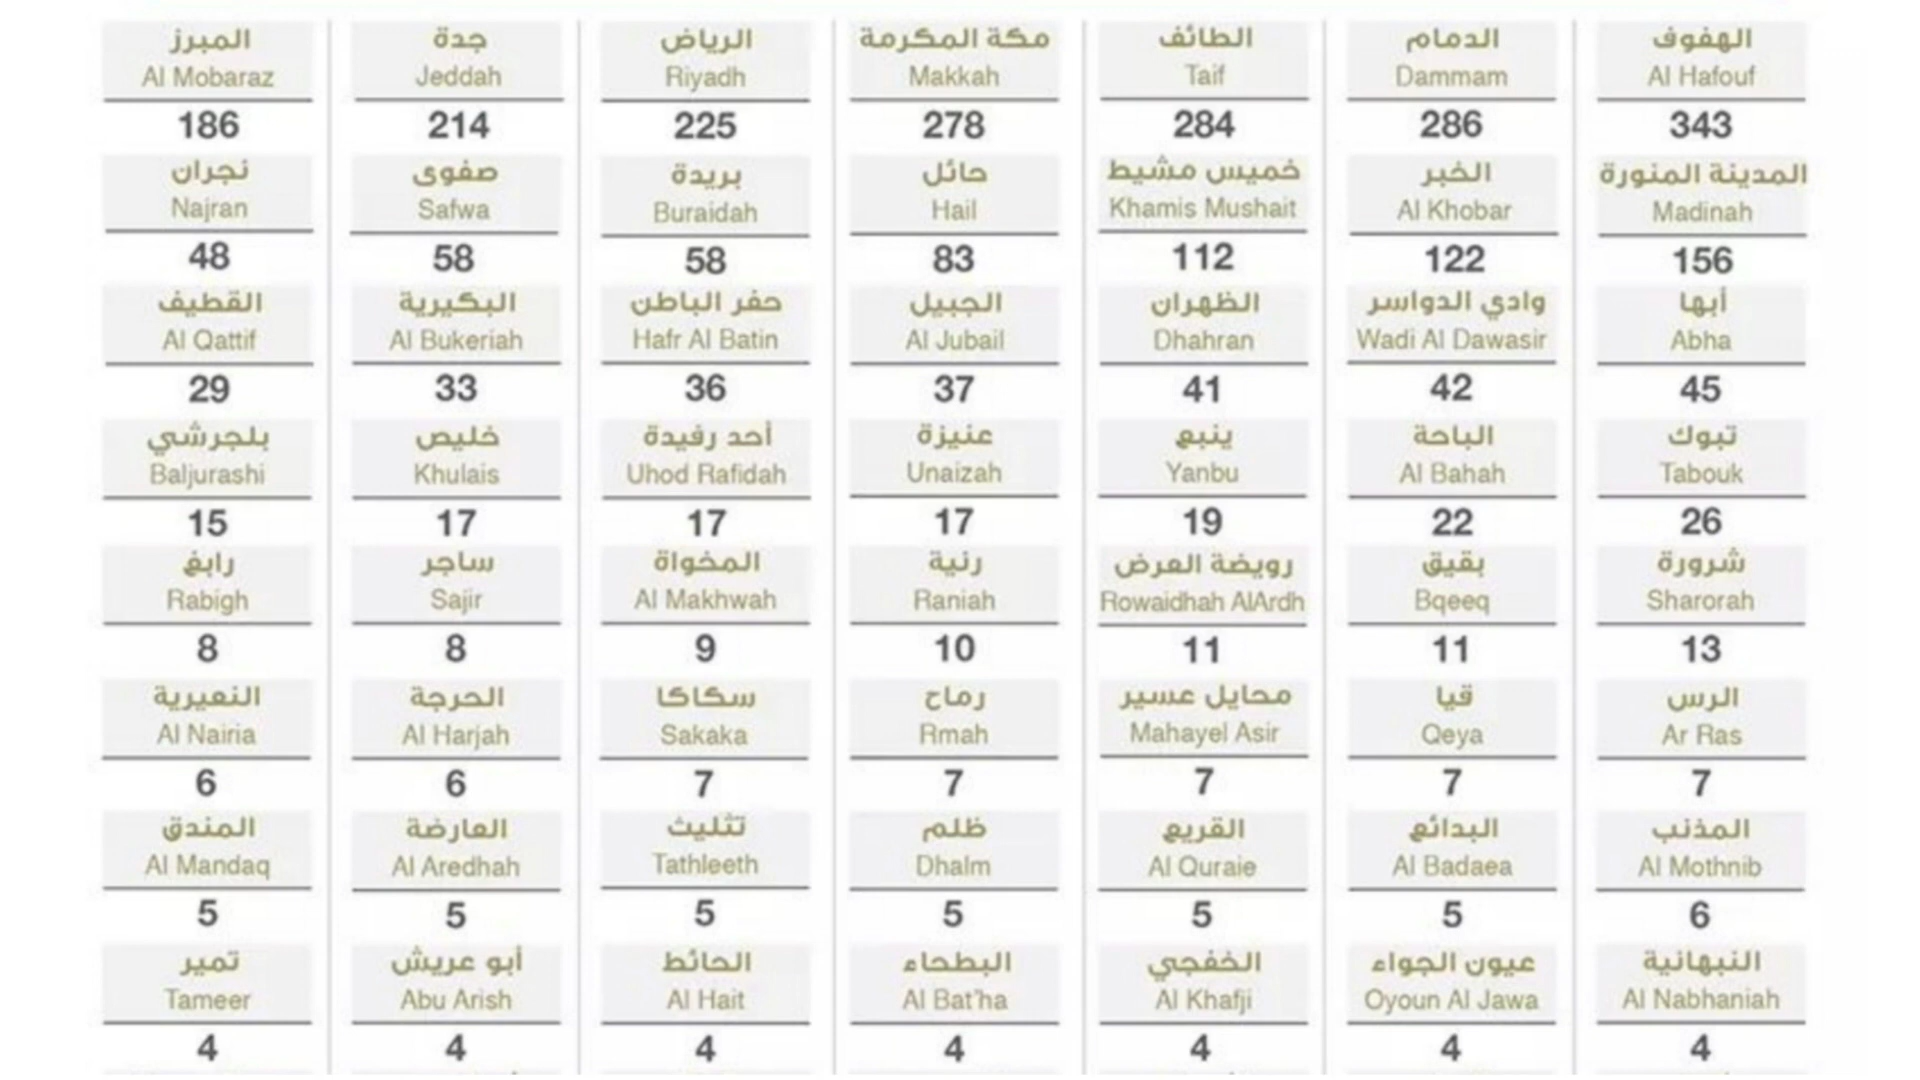 الهفوف
Al Hafouf
343
الدمام
Dammam
286
الطائف
Taif
284
مكة المكرمة
Makkah
278
الرياض
Riyadh
225
جدة
Jeddah
214
المبرز
Al Mobaraz
186
المدينة المنورة
Madinah
156
الخبر
Al Khobar
122
خميس مشيط
Khamis Mushait
112
حائل
Hail
83
بريدة
Buraidah
58
صفوى
Safwa
58
نجران
Najran
48
أبها
Abha
45
وادي الدواسر
Wadi Al Dawasir
42
الظهران
Dhahran
41
الجبيل
Al Jubail
37
حفر الباطن
Hafr Al Batin
36
البكيرية
Al Bukeriah
33
القطيف
Al Qattif
29
تبوك
Tabouk
26
الباحة
Al Bahah
22
ينبع
Yanbu
19
عنيزة
Unaizah
17
أحد رفيدة
Uhod Rafidah
17
خليص
Khulais
17
بلجرشي
Baljurashi
15
شرورة
Sharorah
13
بقيق
Bqeeq
11
رويضة العرض
Rowaidhah AlArdh
11
رنية
Raniah
10
المخواة
Al Makhwah
9
ساجر
Sajir
8
رابغ
Rabigh
8
الرس
Ar Ras
7
قيا
Qeya
7
محايل عسير
Mahayel Asir
7
رماح
Rmah
7
سكاكا
Sakaka
7
الحرجة
Al Harjah
6
النعيرية
Al Nairia
6
المذنب
Al Mothnib
6
البدائع
Al Badaea
5
القريع
Al Quraie
5
ظلم
Dhalm
5
تثليث
Tathleeth
5
العارضة
Al Aredhah
5
المندق
Al Mandaq
5
النبهانية
Al Nabhaniah
4
عيون الجواء
Oyoun Al Jawa
4
الخفجي
Al Khafji
4
البطحاء
Al Bat'ha
4
الحائط
Al Hait
4
أبو عريش
Abu Arish
4
تمير
Tameer
4